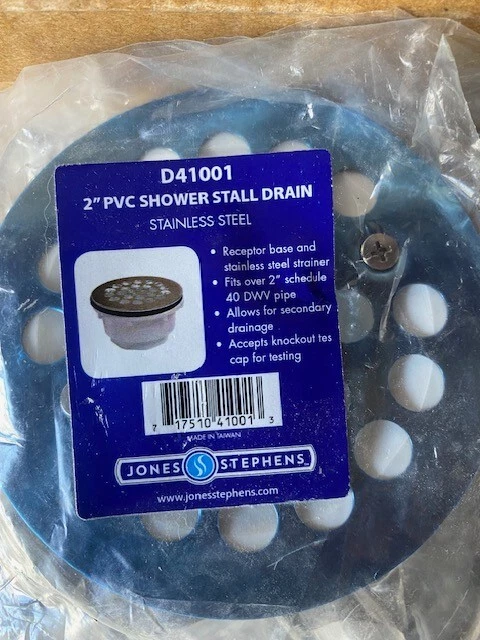 D41001
2" PVC SHOWER STALL DRAIN
STAINLESS STEEL
• Receptor base and
stainless steel strainer
• Fits over 2" schedule
40 DWV pipe
• Allows for secondary
drainage
• Accepts knockout tes
cap for testing
7 17510 41001 3
MADE IN TAIWAN
JONES STEPHENS
www.jonesstephens.com